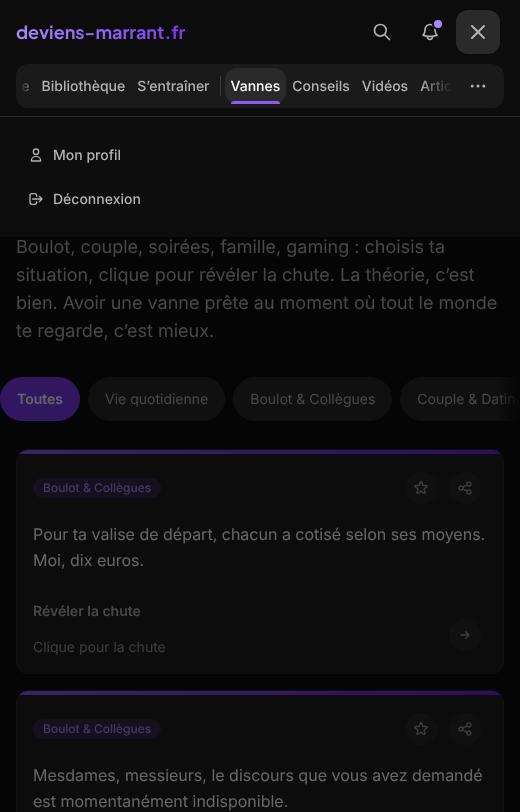 deviens-marrant.fr
e Bibliothèque S'entraîner Vannes Conseils Vidéos Artic
Mon profil
Déconnexion
Boulot, couple, soirées, famille, gaming : choisis ta
situation, clique pour révéler la chute. La théorie, c'est
bien. Avoir une vanne prête au moment où tout le monde
te regarde, c'est mieux.
Toutes Vie quotidienne Boulot & Collègues Couple & Datin
Boulot & Collègues
Pour ta valise de départ, chacun a cotisé selon ses moyens.
Moi, dix euros.
Révéler la chute
Clique pour la chute
Boulot & Collègues
Mesdames, messieurs, le discours que vous avez demandé
est momentanément indisponible.